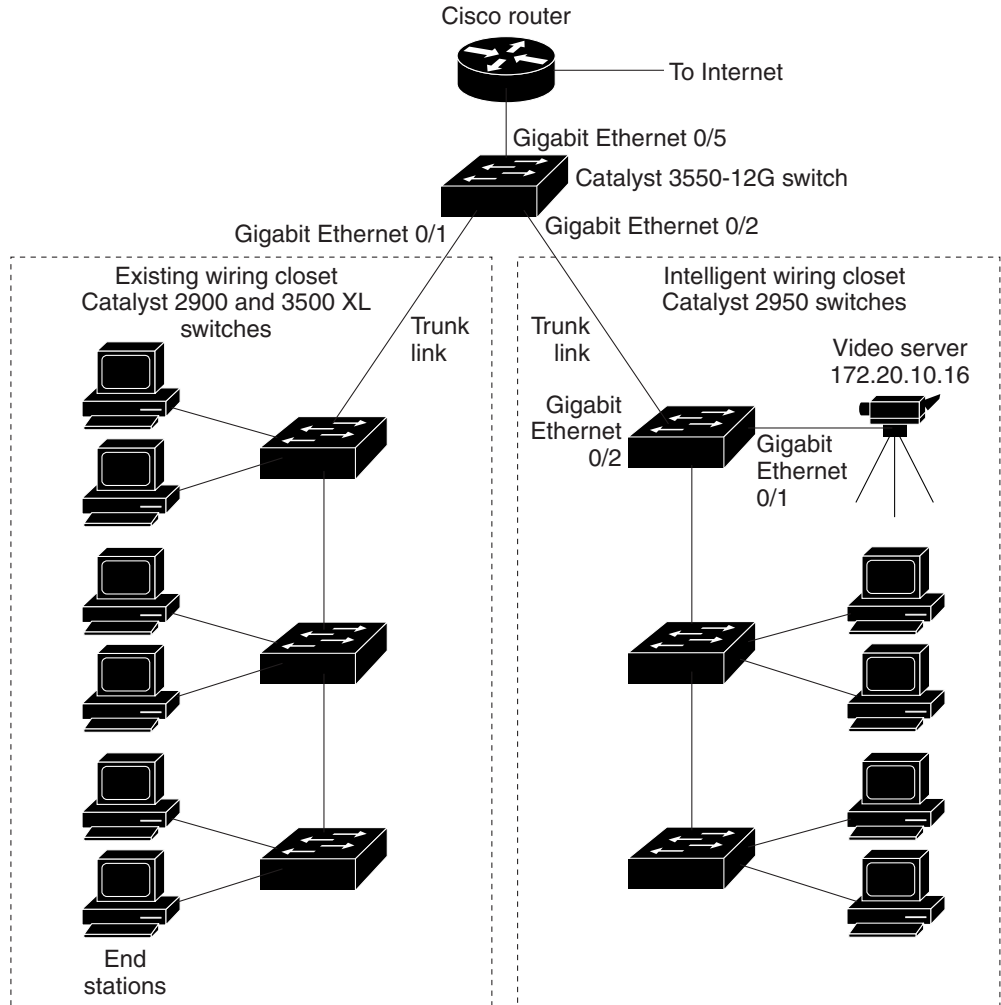 Cisco router
To Internet
Gigabit Ethernet 0/5
Catalyst 3550-12G switch
Gigabit Ethernet 0/1
Gigabit Ethernet 0/2
Existing wiring closet
Catalyst 2900 and 3500 XL
switches
Trunk
link
Intelligent wiring closet
Catalyst 2950 switches
Trunk
link
Video server
172.20.10.16
Gigabit
Ethernet
0/2
Gigabit
Ethernet
0/1
End
stations